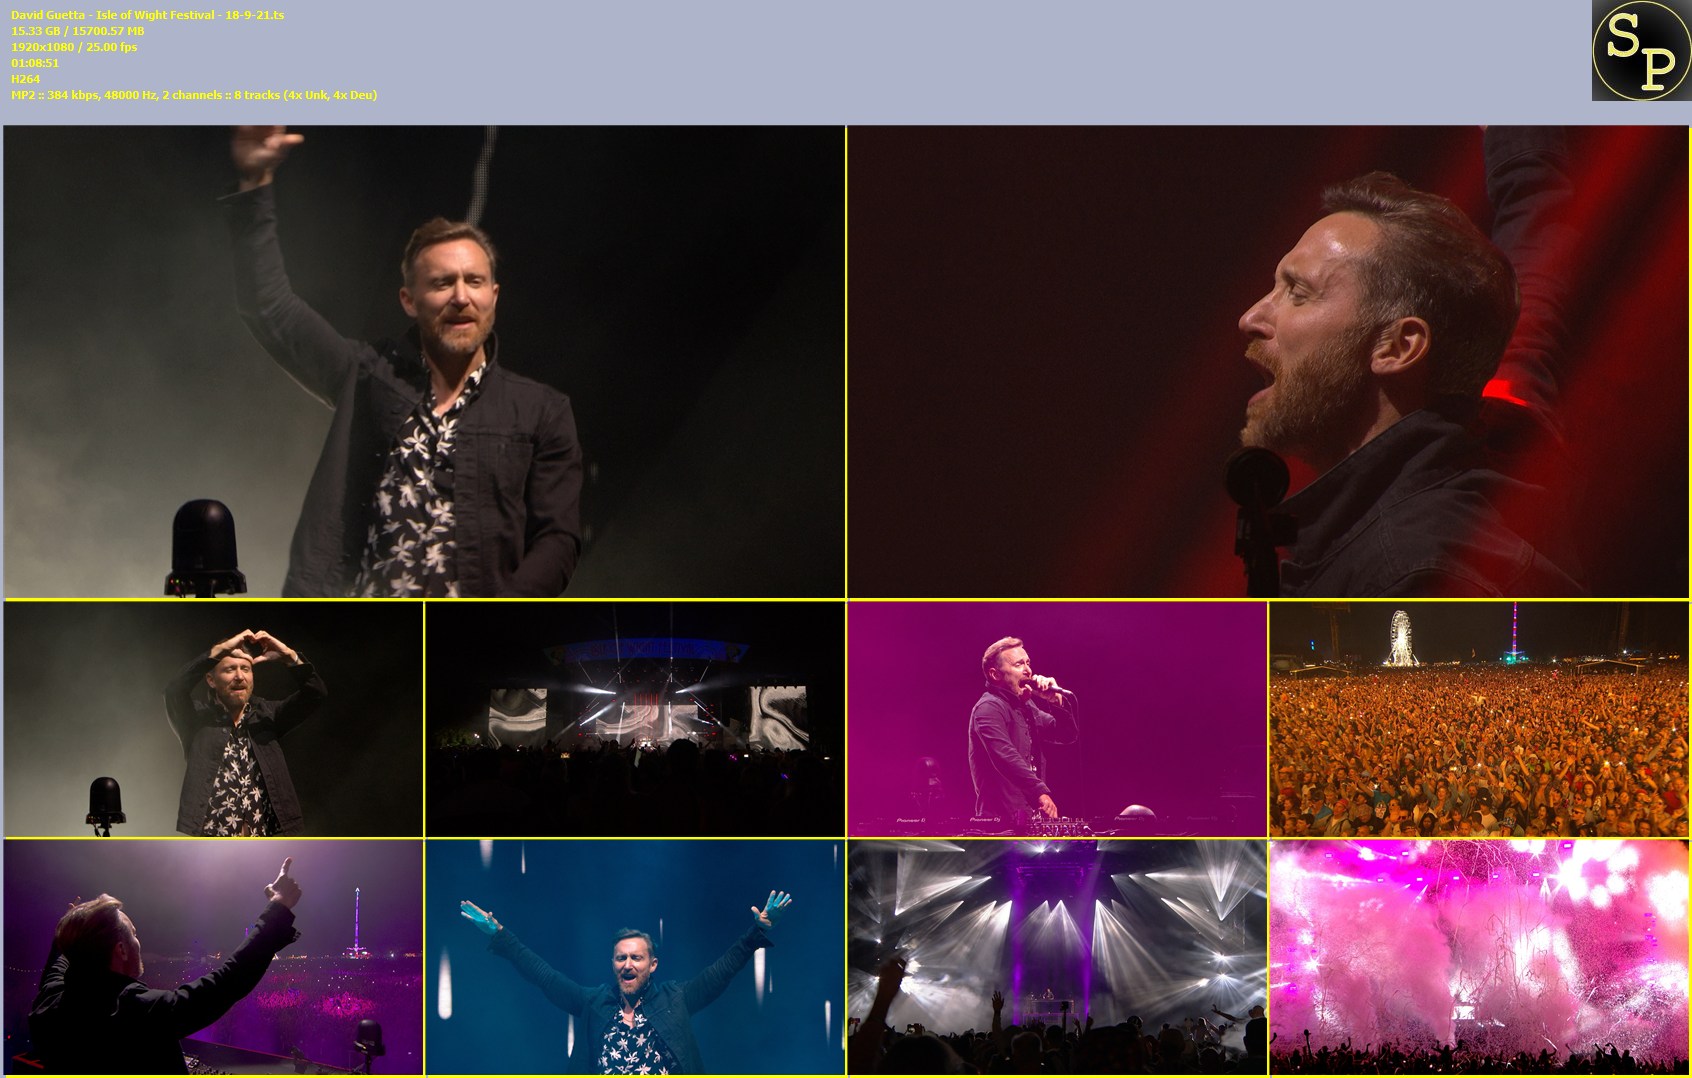 David Guetta - Isle of Wight Festival - 18-9-21.ts
15.33 GB / 15700.57 MB
1920x1080 / 25.00 fps
01:08:51
H264
MP2 :: 384 kbps, 48000 Hz, 2 channels :: 8 tracks (4x Unk, 4x Deu)
SP
Pioneer Dj